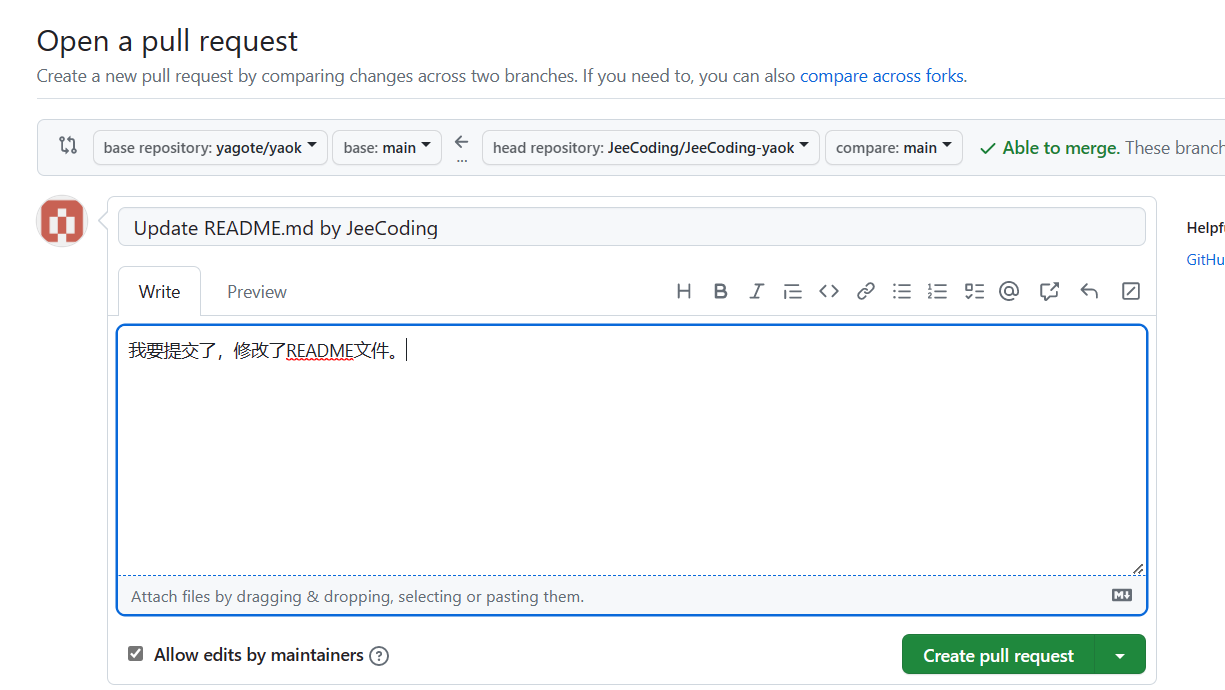 Open a pull request
Create a new pull request by comparing changes across two branches. If you need to, you can also compare across forks.
base repository: yagote/yaok base: main ... head repository: JeeCoding/JeeCoding-yaok compare: main Able to merge. These
Update README.md by JeeCoding
Helpf
GitHu
Write Preview
我要提交了，修改了README文件。
Attach files by dragging & dropping, selecting or pasting them.
Allow edits by maintainers
Create pull request